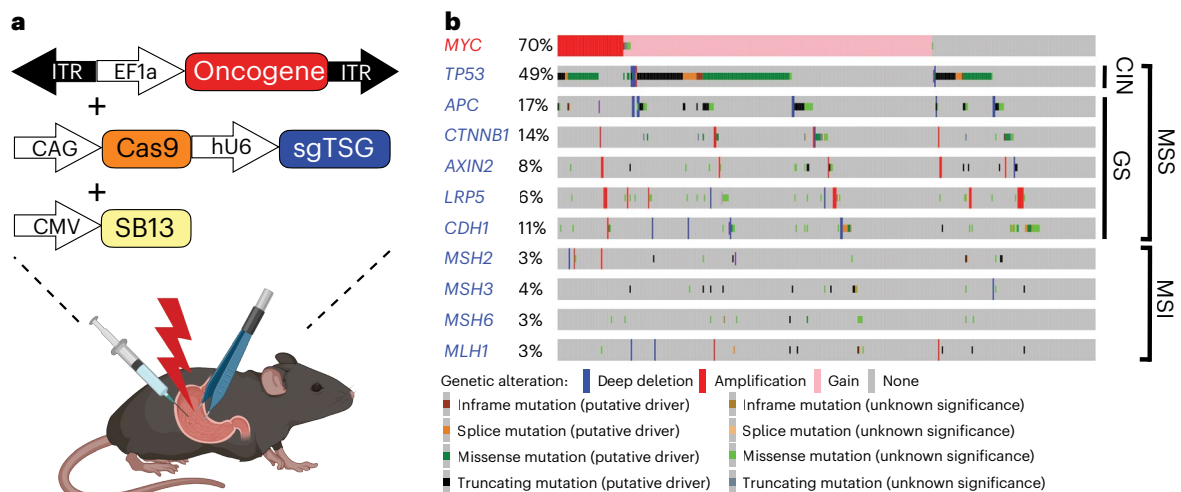 a
ITR EF1a Oncogene ITR
+
CAG Cas9 hU6 sgTSG
+
CMV SB13
b
MYC 70%
TP53 49%
APC 17%
CTNNB1 14%
AXIN2 8%
LRP5 6%
CDH1 11%
MSH2 3%
MSH3 4%
MSH6 3%
MLH1 3%
CIN
GS
MSS
MSI
Genetic alteration: Deep deletion Amplification Gain None
Inframe mutation (putative driver) Inframe mutation (unknown significance)
Splice mutation (putative driver) Splice mutation (unknown significance)
Missense mutation (putative driver) Missense mutation (unknown significance)
Truncating mutation (putative driver) Truncating mutation (unknown significance)